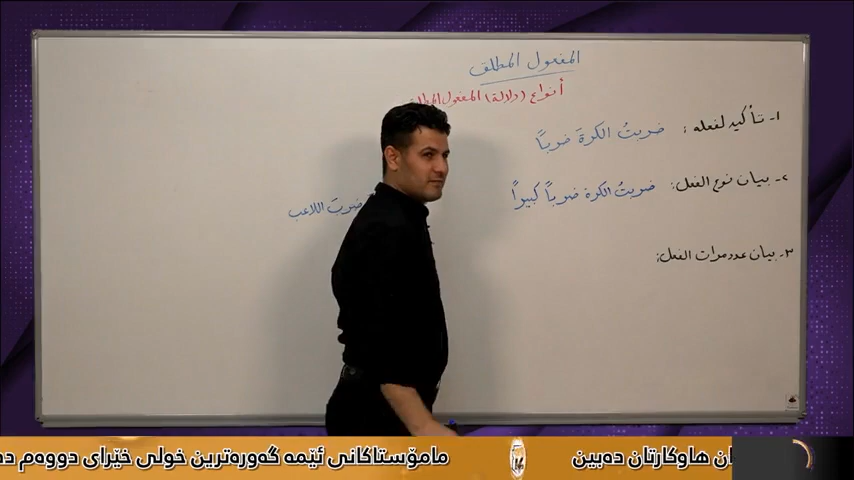 المفعول المطلق
أنواع (دلالة) المفعول المطلق
١- تأكيد لفعله : ضربتُ الكرةَ ضرباً
٢- بيان نوع الفعل: ضربتُ الكرة ضرباً كبيراً
ضربَ اللاعب
٣- بيان عدد مرات الفعل:
مامۆستاکانی ئێمە گەورەترین خولی خێرای دووەم
ان هاوکارتان دەبین